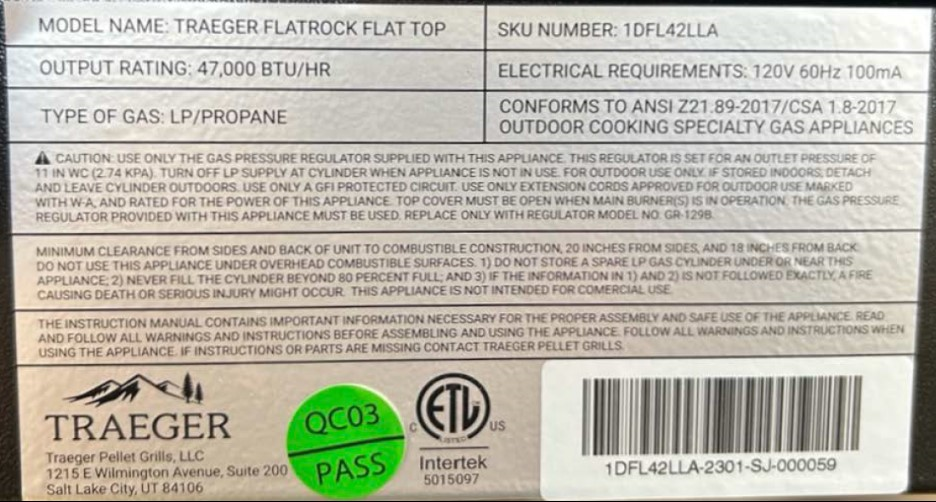 MODEL NAME: TRAEGER FLATROCK FLAT TOP
SKU NUMBER: 1DFL42LLA
OUTPUT RATING: 47,000 BTU/HR
ELECTRICAL REQUIREMENTS: 120V 60Hz 100mA
TYPE OF GAS: LP/PROPANE
CONFORMS TO ANSI Z21.89-2017/CSA 1.8-2017
OUTDOOR COOKING SPECIALTY GAS APPLIANCES
CAUTION: USE ONLY THE GAS PRESSURE REGULATOR SUPPLIED WITH THIS APPLIANCE. THIS REGULATOR IS SET FOR AN OUTLET PRESSURE OF
11 IN WC (2.74 KPA). TURN OFF LP SUPPLY AT CYLINDER WHEN APPLIANCE IS NOT IN USE. FOR OUTDOOR USE ONLY. IF STORED INDOORS, DETACH
AND LEAVE CYLINDER OUTDOORS. USE ONLY A GFI PROTECTED CIRCUIT. USE ONLY EXTENSION CORDS APPROVED FOR OUTDOOR USE MARKED
WITH W-A, AND RATED FOR THE POWER OF THIS APPLIANCE. TOP COVER MUST BE OPEN WHEN MAIN BURNER(S) IS IN OPERATION. THE GAS PRESSURE
REGULATOR PROVIDED WITH THIS APPLIANCE MUST BE USED. REPLACE ONLY WITH REGULATOR MODEL NO: GR-129B.
MINIMUM CLEARANCE FROM SIDES AND BACK OF UNIT TO COMBUSTIBLE CONSTRUCTION, 20 INCHES FROM SIDES, AND 18 INCHES FROM BACK.
DO NOT USE THIS APPLIANCE UNDER OVERHEAD COMBUSTIBLE SURFACES. 1) DO NOT STORE A SPARE LP GAS CYLINDER UNDER OR NEAR THIS
APPLIANCE; 2) NEVER FILL THE CYLINDER BEYOND 80 PERCENT FULL; AND 3) IF THE INFORMATION IN 1) AND 2) IS NOT FOLLOWED EXACTLY, A FIRE
CAUSING DEATH OR SERIOUS INJURY MIGHT OCCUR. THIS APPLIANCE IS NOT INTENDED FOR COMERCIAL USE.
THE INSTRUCTION MANUAL CONTAINS IMPORTANT INFORMATION NECESSARY FOR THE PROPER ASSEMBLY AND SAFE USE OF THE APPLIANCE. READ
AND FOLLOW ALL WARNINGS AND INSTRUCTIONS BEFORE ASSEMBLING AND USING THE APPLIANCE. FOLLOW ALL WARNINGS AND INSTRUCTIONS WHEN
USING THE APPLIANCE. IF INSTRUCTIONS OR PARTS ARE MISSING CONTACT TRAEGER PELLET GRILLS.
TRAEGER
Traeger Pellet Grills, LLC
1215 E Wilmington Avenue, Suite 200
Salt Lake City, UT 84106
QC03
PASS
ETL
LISTED
C US
Intertek
5015097
1DFL42LLA-2301-SJ-000059